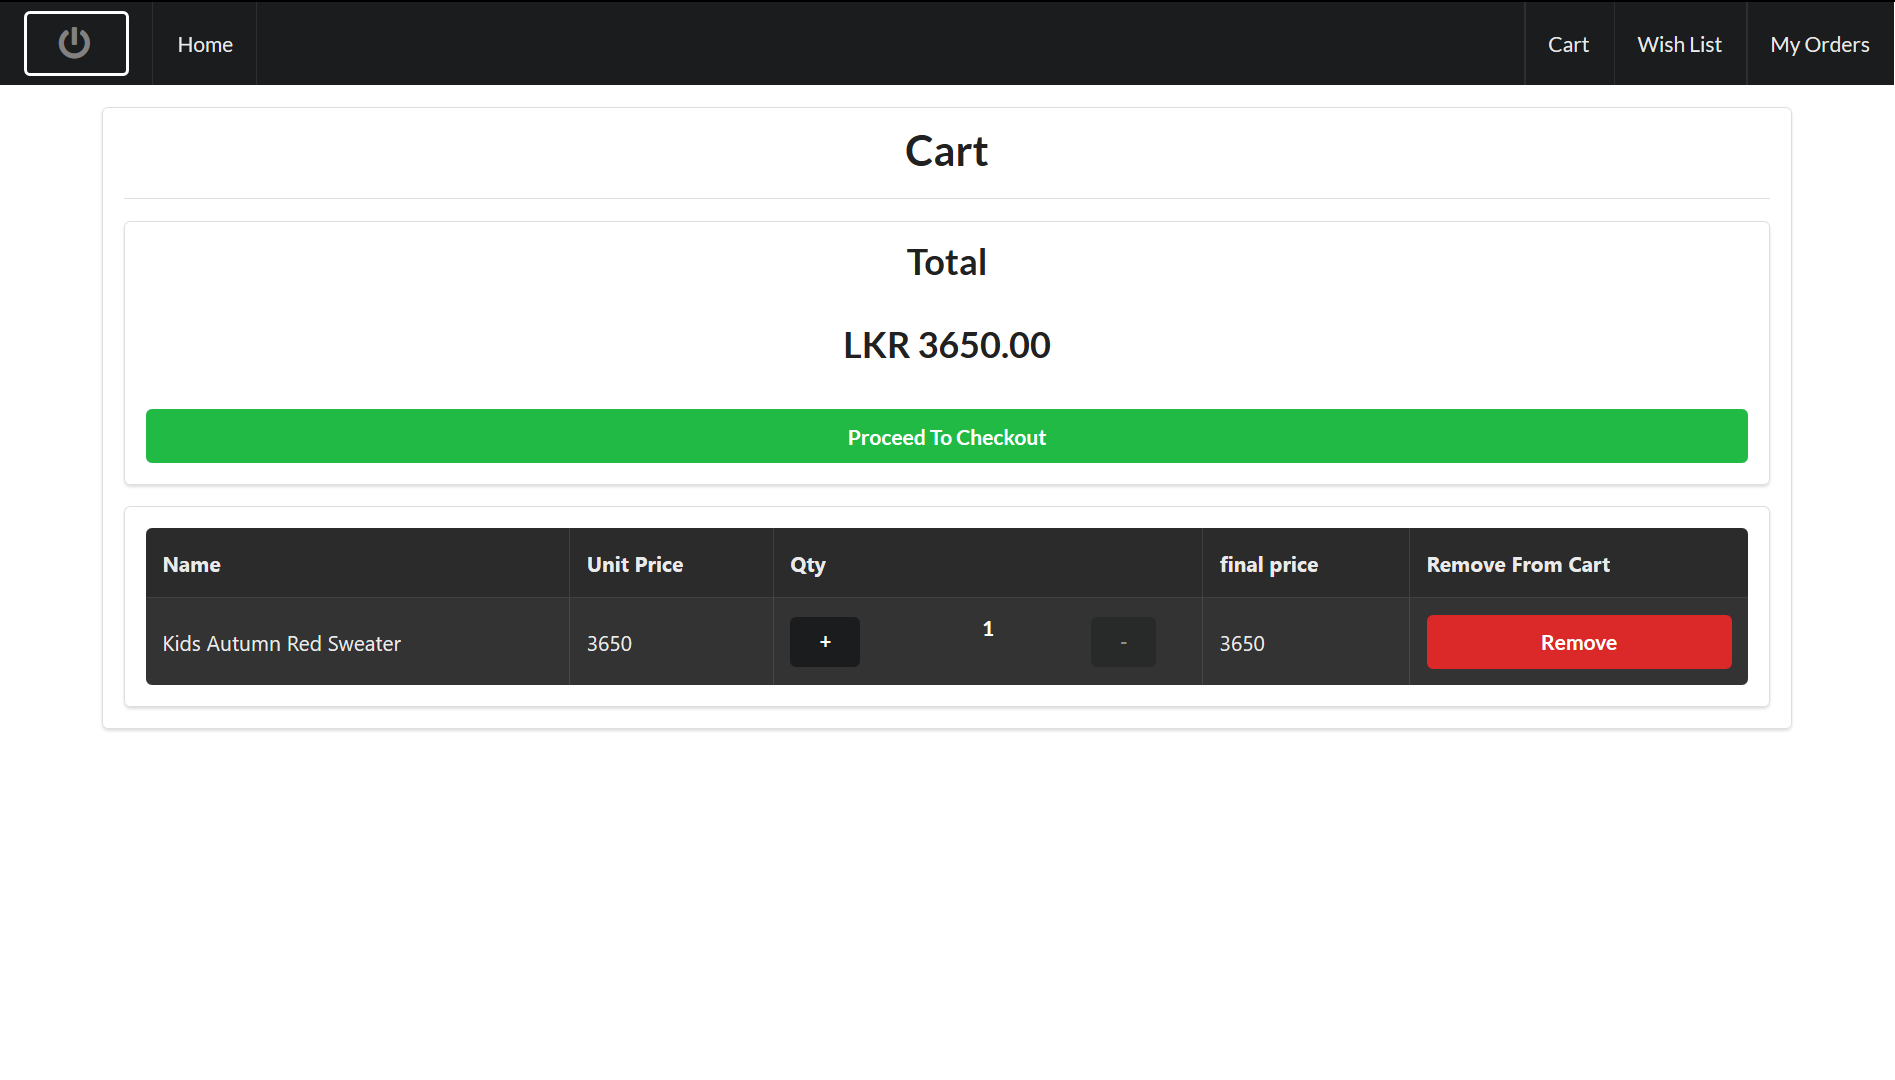 Home
Cart
Wish List
My Orders
Cart
Total
LKR 3650.00
Proceed To Checkout
Name
Unit Price
Qty
final price
Remove From Cart
Kids Autumn Red Sweater
3650
+
1
-
3650
Remove